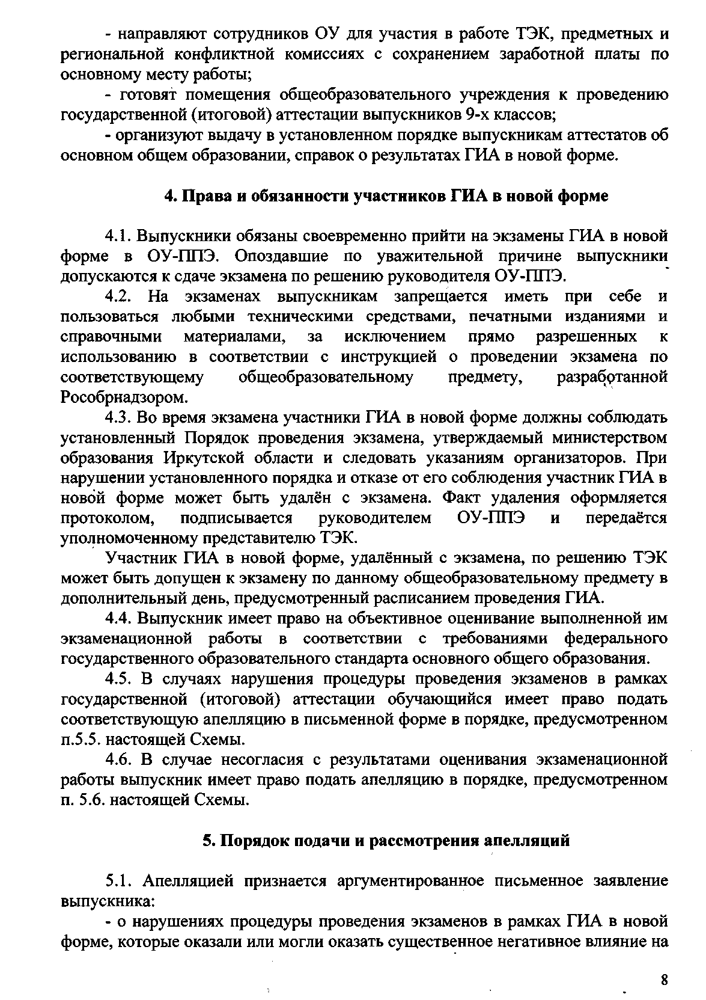 - направляют сотрудников ОУ для участия в работе ТЭК, предметных и
региональной конфликтной комиссиях с сохранением заработной платы по
основному месту работы;
- готовят помещения общеобразовательного учреждения к проведению
государственной (итоговой) аттестации выпускников 9-х классов;
- организуют выдачу в установленном порядке выпускникам аттестатов об
основном общем образовании, справок о результатах ГИА в новой форме.
4. Права и обязанности участников ГИА в новой форме
4.1. Выпускники обязаны своевременно прийти на экзамены ГИА в новой
форме в ОУ-ППЭ. Опоздавшие по уважительной причине выпускники
допускаются к сдаче экзамена по решению руководителя ОУ-ППЭ.
4.2. На экзаменах выпускникам запрещается иметь при себе и
пользоваться любыми техническими средствами, печатными изданиями и
справочными материалами, за исключением прямо разрешенных к
использованию в соответствии с инструкцией о проведении экзамена по
соответствующему общеобразовательному предмету, разработанной
Рособрнадзором.
4.3. Во время экзамена участники ГИА в новой форме должны соблюдать
установленный Порядок проведения экзамена, утверждаемый министерством
образования Иркутской области и следовать указаниям организаторов. При
нарушении установленного порядка и отказе от его соблюдения участник ГИА в
новой форме может быть удалён с экзамена. Факт удаления оформляется
протоколом, подписывается руководителем ОУ-ППЭ и передаётся
уполномоченному представителю ТЭК.
Участник ГИА в новой форме, удалённый с экзамена, по решению ТЭК
может быть допущен к экзамену по данному общеобразовательному предмету в
дополнительный день, предусмотренный расписанием проведения ГИА.
4.4. Выпускник имеет право на объективное оценивание выполненной им
экзаменационной работы в соответствии с требованиями федерального
государственного образовательного стандарта основного общего образования.
4.5. В случаях нарушения процедуры проведения экзаменов в рамках
государственной (итоговой) аттестации обучающийся имеет право подать
соответствующую апелляцию в письменной форме в порядке, предусмотренном
п.5.5. настоящей Схемы.
4.6. В случае несогласия с результатами оценивания экзаменационной
работы выпускник имеет право подать апелляцию в порядке, предусмотренном
п. 5.6. настоящей Схемы.
5. Порядок подачи и рассмотрения апелляций
5.1. Апелляцией признается аргументированное письменное заявление
выпускника:
- о нарушениях процедуры проведения экзаменов в рамках ГИА в новой
форме, которые оказали или могли оказать существенное негативное влияние на
8